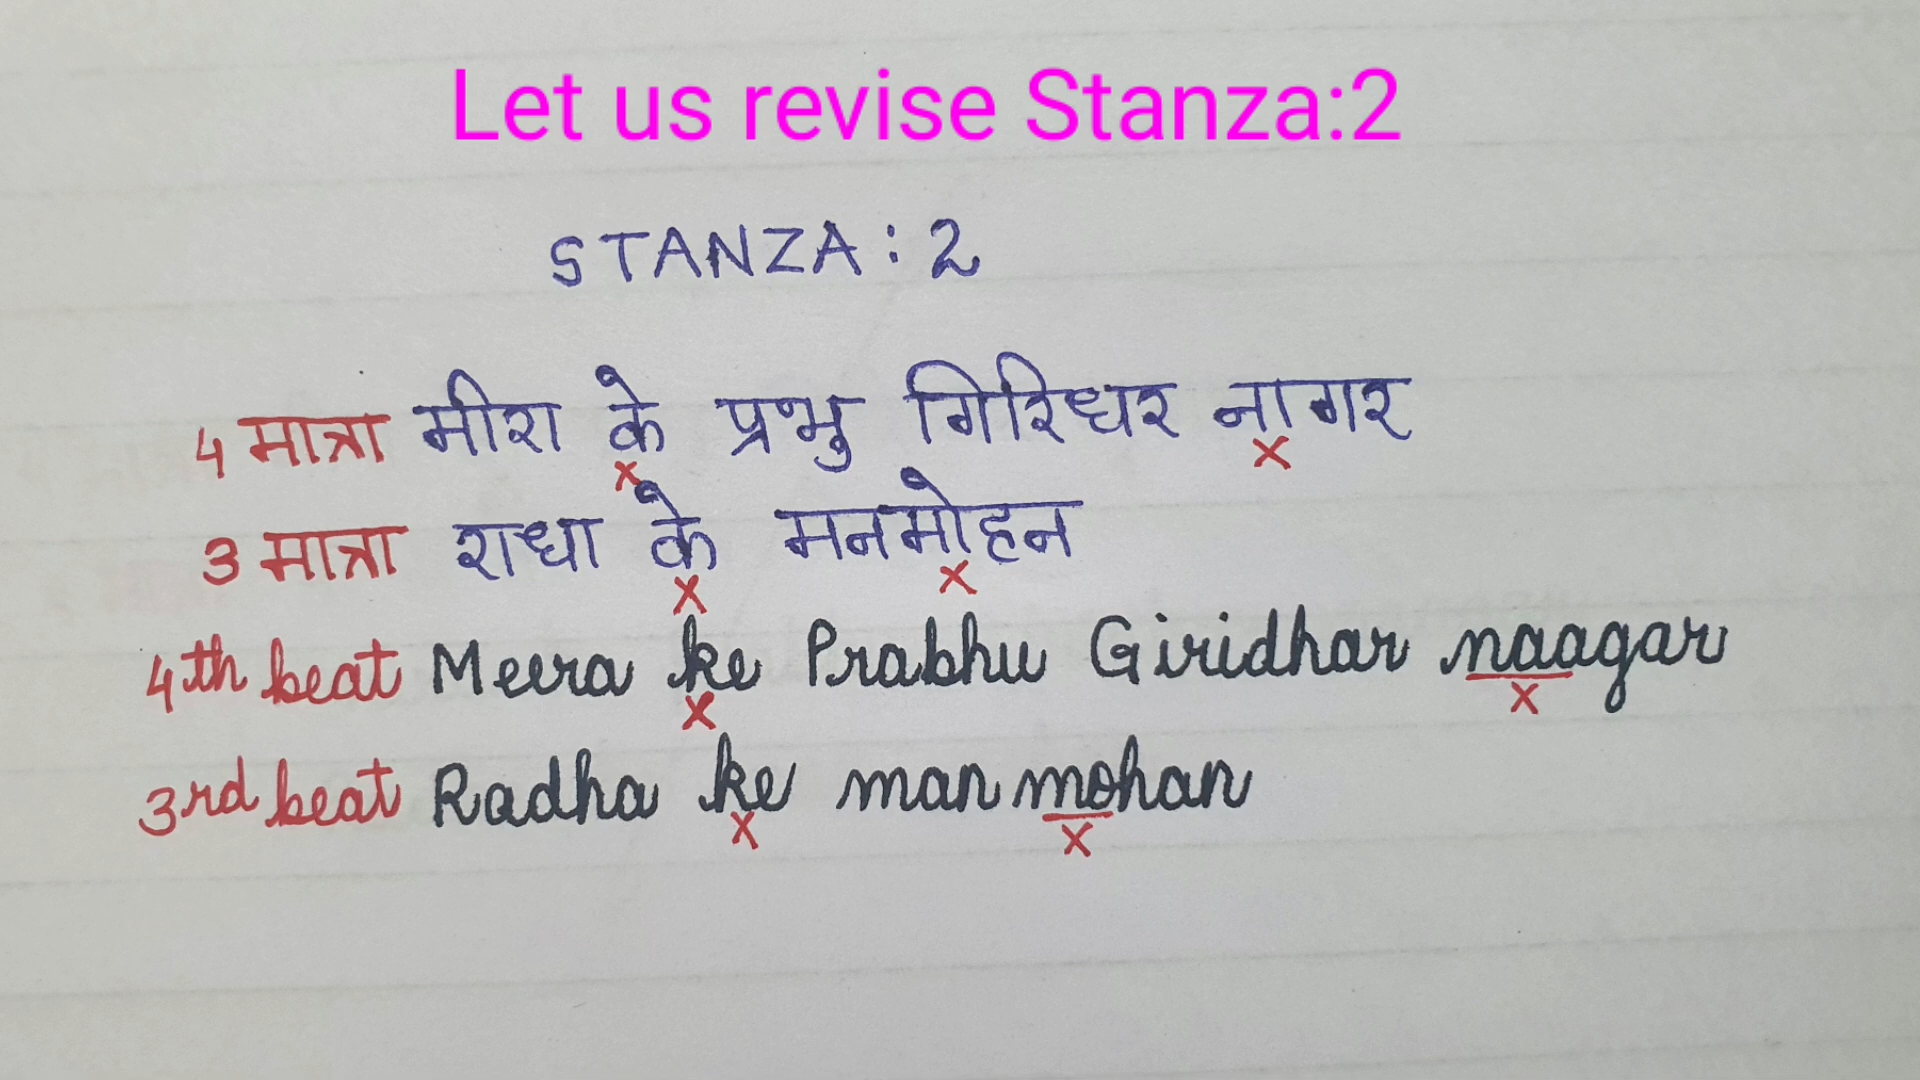 Let us revise Stanza:2
STANZA: 2
4 मात्रा मीरा के प्रभु गिरिधर नागर
x x
3 मात्रा राधा के मनमोहन
x x
4th beat Meera ke Prabhu Giridhar naagar
x x
3rd beat Radha ke man mohan
x x